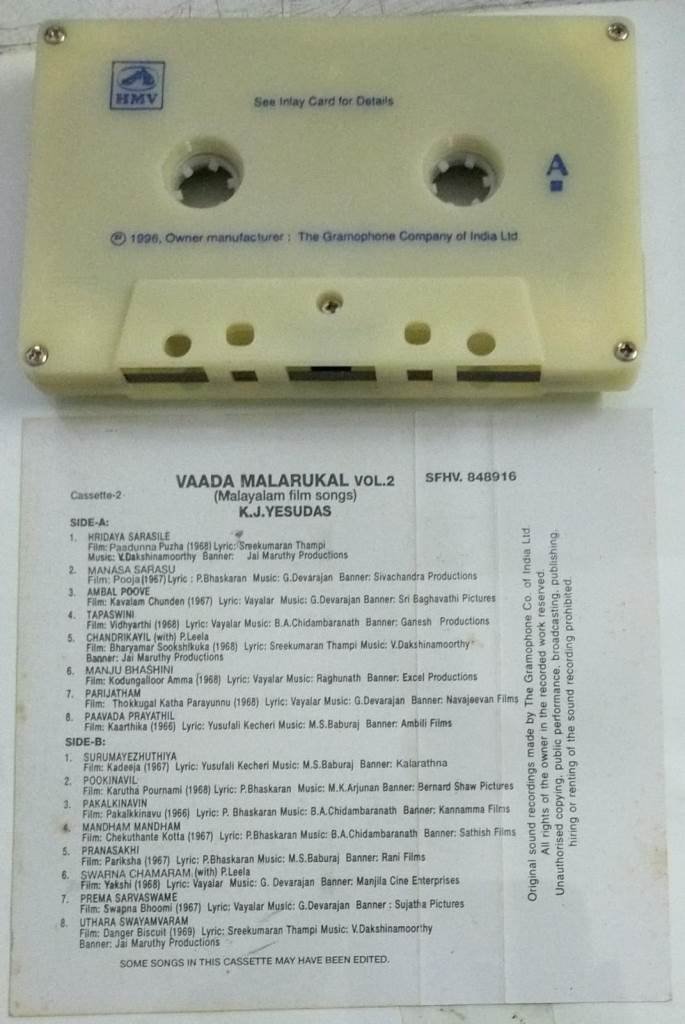 HMV
See Inlay Card for Details
A
Ⓟ 1996, Owner manufacturer : The Gramophone Company of India Ltd
VAADA MALARUKAL VOL.2
SFHV. 848916
Cassette-2
(Malayalam film songs)
K.J.YESUDAS
SIDE-A:
1. HRIDAYA SARASILE
Film: Paadunna Puzha (1968) Lyric: Sreekumaran Thampi
Music: V.Dakshinamoorthy Banner: Jai Maruthy Productions
2. MANASA SARASU
Film: Pooja(1967) Lyric : P.Bhaskaran Music: G.Devarajan Banner: Sivachandra Productions
3. AMBAL POOVE
Film: Kavalam Chunden (1967) Lyric: Vayalar Music: G.Devarajan Banner: Sri Baghavathi Pictures
4. TAPASWINI
Film: Vidhyarthi (1968) Lyric: Vayalar Music: B.A.Chidambaranath Banner: Ganesh Productions
5. CHANDRIKAYIL (with) P.Leela
Film: Bharyamar Sookshikuka (1968) Lyric: Sreekumaran Thampi Music: V.Dakshinamoorthy
Banner: Jai Maruthy Productions
6. MANJU BHASHINI
Film: Kodungalloor Amma (1968) Lyric: Vayalar Music: Raghunath Banner: Excel Productions
7. PARIJATHAM
Film: Thokkugal Katha Parayunnu (1968) Lyric: Vayalar Music: G.Devarajan Banner: Navajeevan Films
8. PAAVADA PRAYATHIL
Film: Kaarthika (1966) Lyric: Yusufali Kecheri Music: M.S.Baburaj Banner: Ambili Films
SIDE-B:
1. SURUMAYEZHUTHIYA
Film: Kadeeja (1967) Lyric: Yusufali Kecheri Music: M.S.Baburaj Banner: Kalarathna
2. POOKINAVIL
Film: Karutha Pournami (1968) Lyric: P.Bhaskaran Music: M.K.Arjunan Banner: Bernard Shaw Pictures
3. PAKALKINAVIN
Film: Pakalkkinavu (1966) Lyric: P. Bhaskaran Music: B.A.Chidambaranath Banner: Kannamma Films
4. MANDHAM MANDHAM
Film: Chekuthante Kotta (1967) Lyric: P.Bhaskaran Music: B.A.Chidambaranath Banner: Sathish Films
5. PRANASAKHI
Film: Pariksha (1967) Lyric: P.Bhaskaran Music: M.S.Baburaj Banner: Rani Films
6. SWARNA CHAMARAM (with) P.Leela
Film: Yakshi (1968) Lyric: Vayalar Music: G. Devarajan Banner: Manjila Cine Enterprises
7. PREMA SARVASWAME
Film: Swapna Bhoomi (1967) Lyric: Vayalar Music: G.Devarajan Banner : Sujatha Pictures
8. UTHARA SWAYAMVARAM
Film: Danger Biscuit (1969) Lyric: Sreekumaran Thampi Music: V.Dakshinamoorthy
Banner: Jai Maruthy Productions
SOME SONGS IN THIS CASSETTE MAY HAVE BEEN EDITED.
Original sound recordings made by The Gramophone Co. of India Ltd.
All rights of the owner in the recorded work reserved.
Unauthorised copying, public performance, broadcasting, publishing,
hiring or renting of the sound recording prohibited.